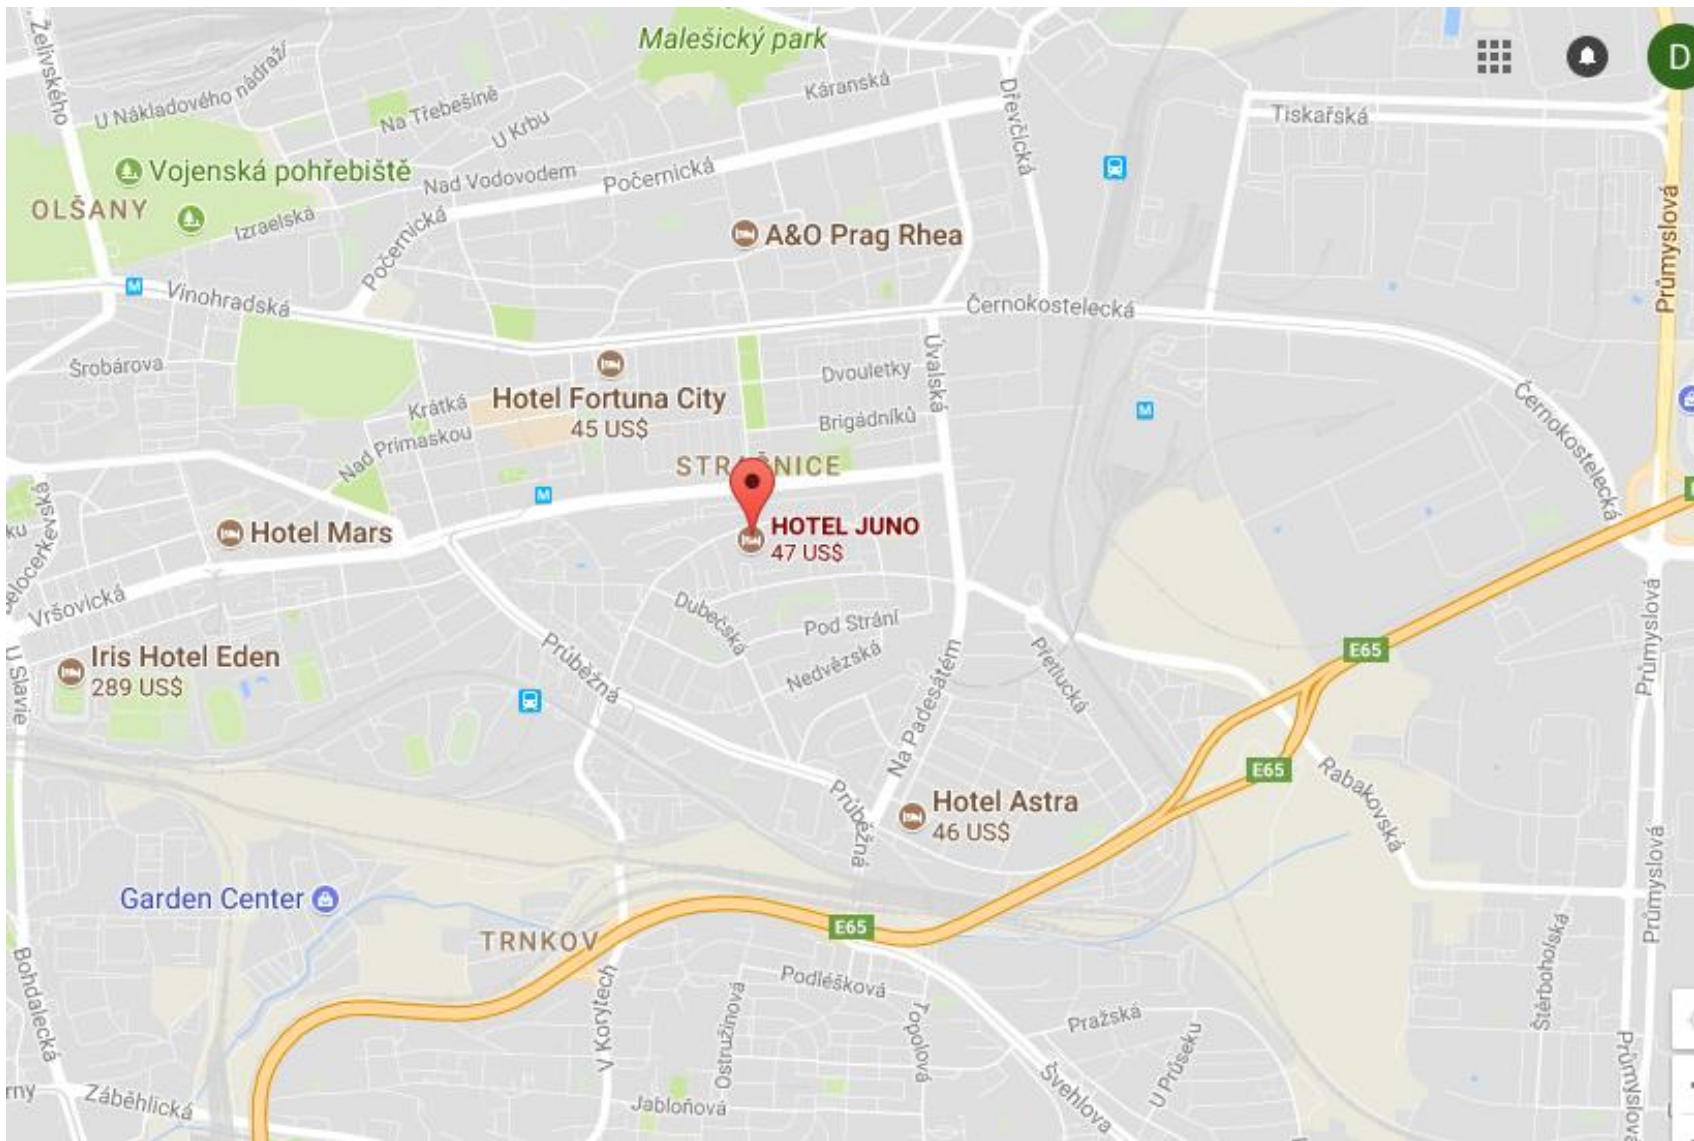 Malešický park
D
Želivského
U Nákladového nádraží
Na Třebešíně
U Krbu
Káranská
Dřevčická
Tiskařská
Vojenská pohřebiště
Nad Vodovodem
Počernická
OLŠANY
Izraelská
Počernická
A&O Prag Rhea
Průmyslová
M
Vinohradská
Černokostelecká
Šrobárova
Úvalská
Dvouletky
Hotel Fortuna City
45 US$
Krátká
Brigádníků
M
Černokostelecká
Nad Primaskou
M
HOTEL JUNO
47 US$
Hotel Mars
Vršovická
Dubečská
Pod Strání
Nedvězská
Průběžná
Na Padesátém
Přetlucká
E65
Průmyslová
Iris Hotel Eden
289 US$
U Slavie
E65
Rabakovská
Hotel Astra
46 US$
Průběžná
Garden Center
E65
TRNKOV
Průmyslová
Štěrboholská
Bohdalecká
V Korytech
Podléšková
Ostružinová
Topolová
Pražská
U Průseku
Švehlova
Průmyslov
Záběhlická
Jabloňová